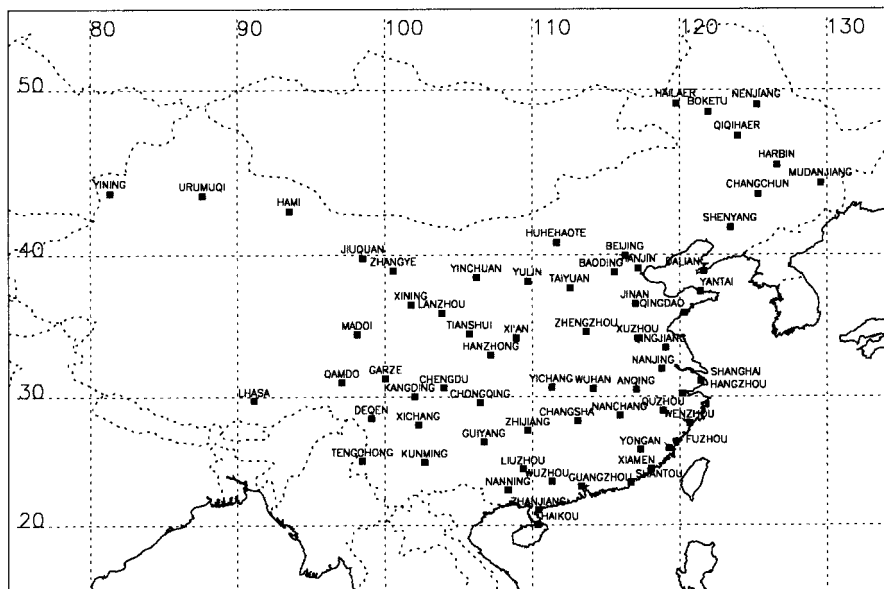 80 90 100 110 120 130
50
HAILAER
NENJIANG
BOKETU
QIQIHAER
HARBIN
MUDANJIANG
YINING
URUMUQI
CHANGCHUN
HAMI
SHENYANG
HUHEHAOTE
40
JIUQUAN
BEIJING
TIANJIN
DALIAN
ZHANGYE
YINCHUAN
YULIN
BAODING
TAIYUAN
YANTAI
XINING
JINAN
LANZHOU
QINGDAO
MADOI
TIANSHUI
XI'AN
ZHENGZHOU
XUZHOU
QINGJIANG
HANZHONG
NANJING
QAMDO
GARZE
SHANGHAI
CHENGDU
YICHANG
WUHAN
ANQING
HANGZHOU
30
LHASA
KANGDING
CHONGQING
QUZHOU
DEQEN
XICHANG
CHANGSHA
NANCHANG
WENZHOU
ZHIJIANG
GUIYANG
YONGAN
FUZHOU
TENGCHONG
KUNMING
LIUZHOU
XIAMEN
WUZHOU
GUANGZHOU
SHANTOU
NANNING
ZHANJIANG
20
HAIKOU